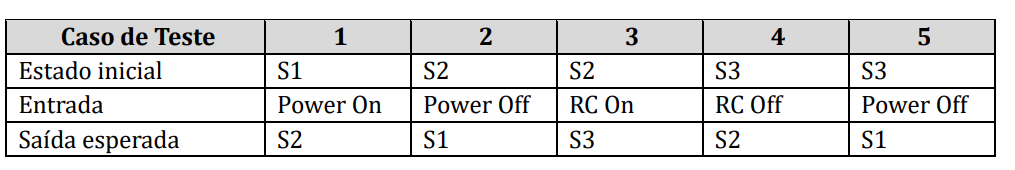 Caso de Teste 1 2 3 4 5
Estado inicial S1 S2 S2 S3 S3
Entrada Power On Power Off RC On RC Off Power Off
Saída esperada S2 S1 S3 S2 S1